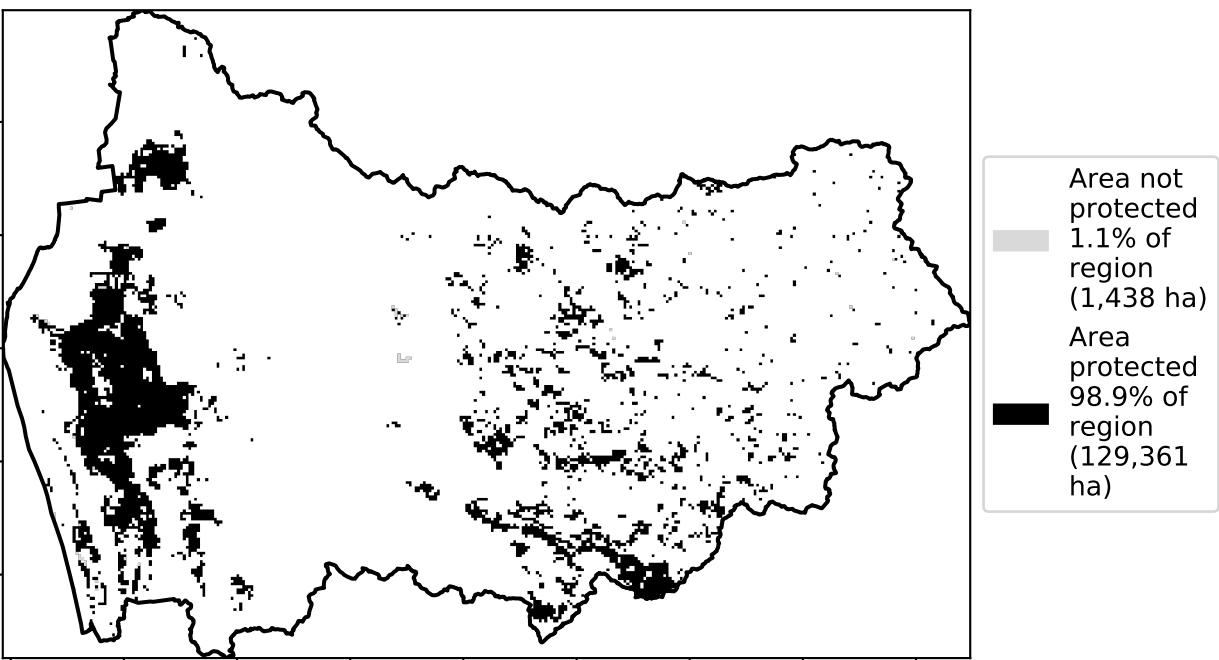 Area not
protected
1.1% of
region
(1,438 ha)
Area
protected
98.9% of
region
(129,361
ha)